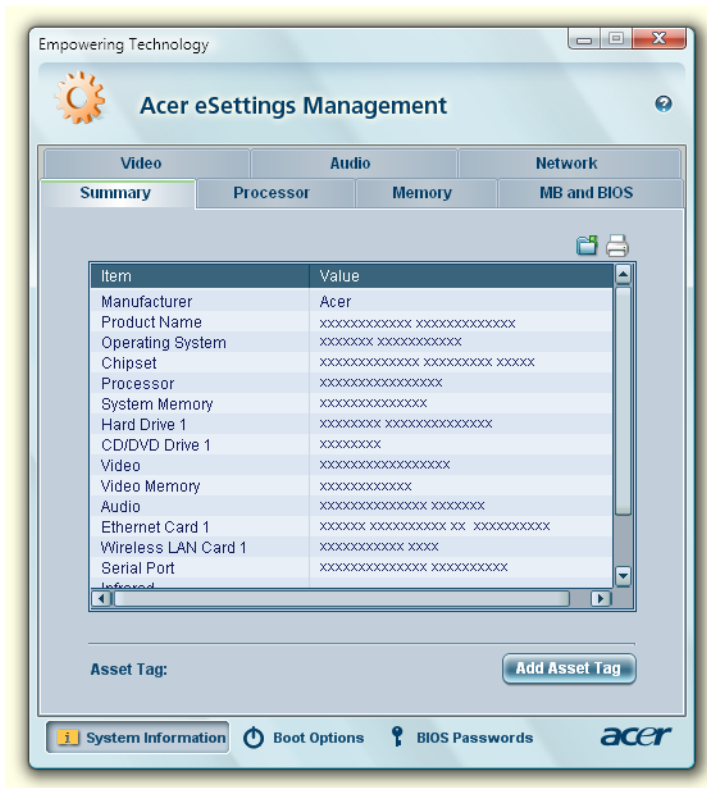 Empowering Technology
Acer eSettings Management
Video Audio Network
Summary Processor Memory MB and BIOS
Item Value
Manufacturer Acer
Product Name xxxxxxxxxxxx xxxxxxxxxxxxx
Operating System xxxxxxx xxxxxxxxxxx
Chipset xxxxxxxxxxxxx xxxxxxxxx xxxxx
Processor xxxxxxxxxxxxxxxx
System Memory xxxxxxxxxxxxxx
Hard Drive 1 xxxxxxxx xxxxxxxxxxxxxx
CD/DVD Drive 1 xxxxxxxx
Video xxxxxxxxxxxxxxxxx
Video Memory xxxxxxxxxxxx
Audio xxxxxxxxxxxxxx xxxxxxx
Ethernet Card 1 xxxxxx xxxxxxxxxx xx xxxxxxxxxx
Wireless LAN Card 1 xxxxxxxxxxx xxxx
Serial Port xxxxxxxxxxxxxx xxxxxxxxxx
Infrared
Asset Tag: Add Asset Tag
System Information Boot Options BIOS Passwords acer